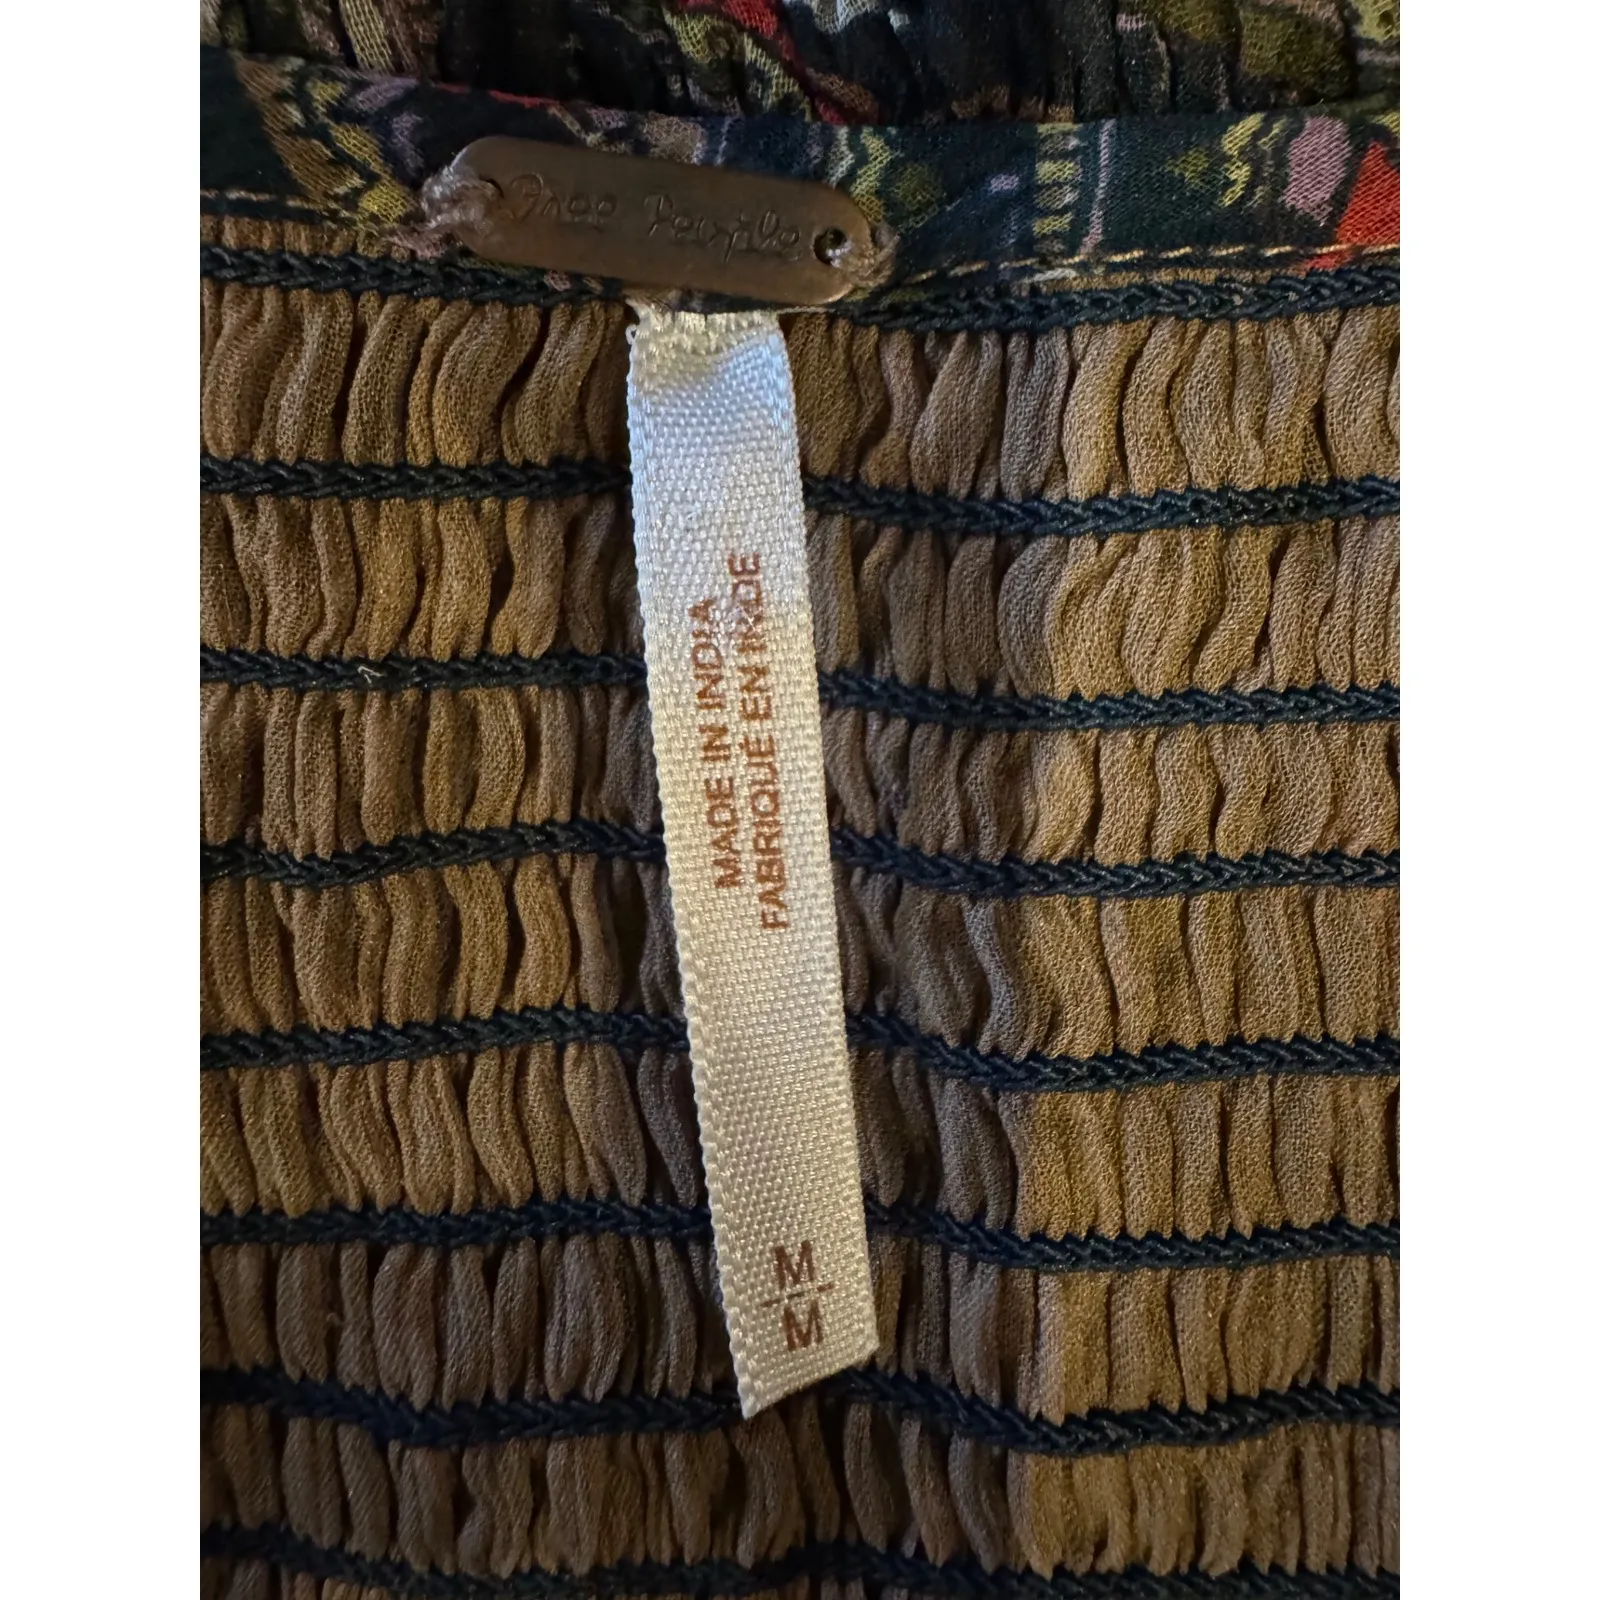 Free People
MADE IN INDIA
FABRIQUÉ EN INDE
M
M